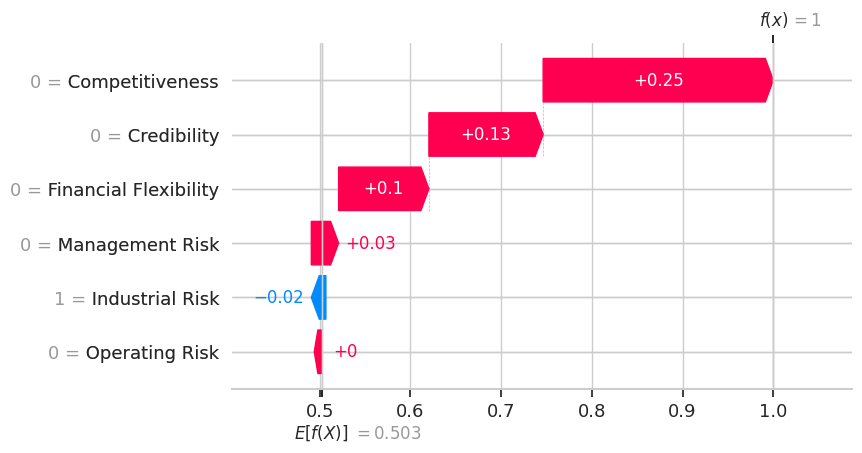 f(x) = 1
0 = Competitiveness
+0.25
0 = Credibility
+0.13
0 = Financial Flexibility
+0.1
0 = Management Risk
+0.03
1 = Industrial Risk
−0.02
0 = Operating Risk
+0
0.5 0.6 0.7 0.8 0.9 1.0
E[f(X)] = 0.503